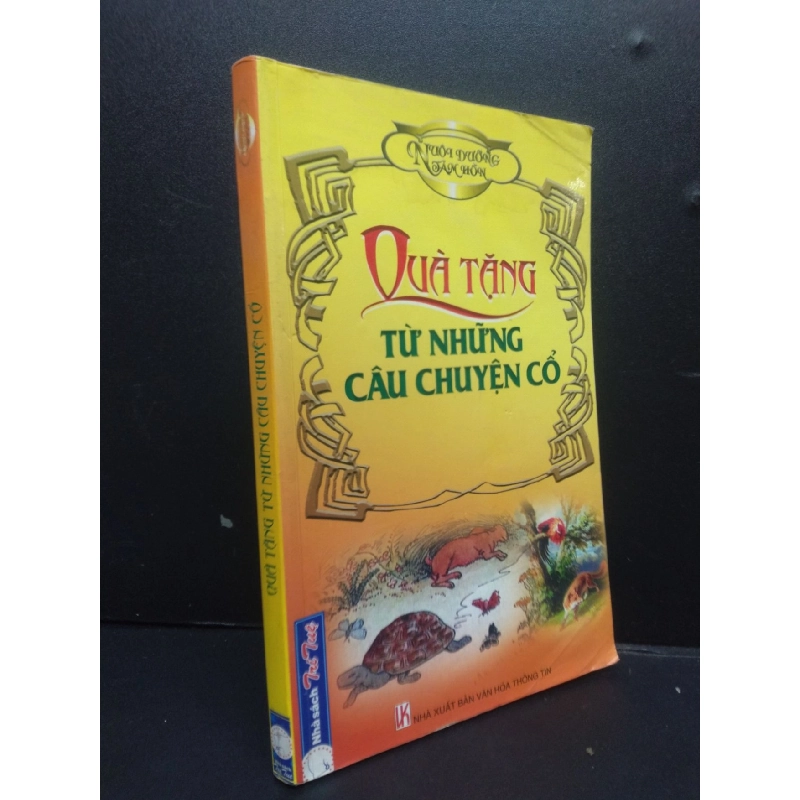 NUÔI DƯỠNG
TÂM HỒN
QUÀ TẶNG
TỪ NHỮNG
CÂU CHUYỆN CỔ
NHÀ XUẤT BẢN VĂN HÓA THÔNG TIN
Nhà sách Trí Tuệ
QUÀ TẶNG TỪ NHỮNG CÂU CHUYỆN CỔ